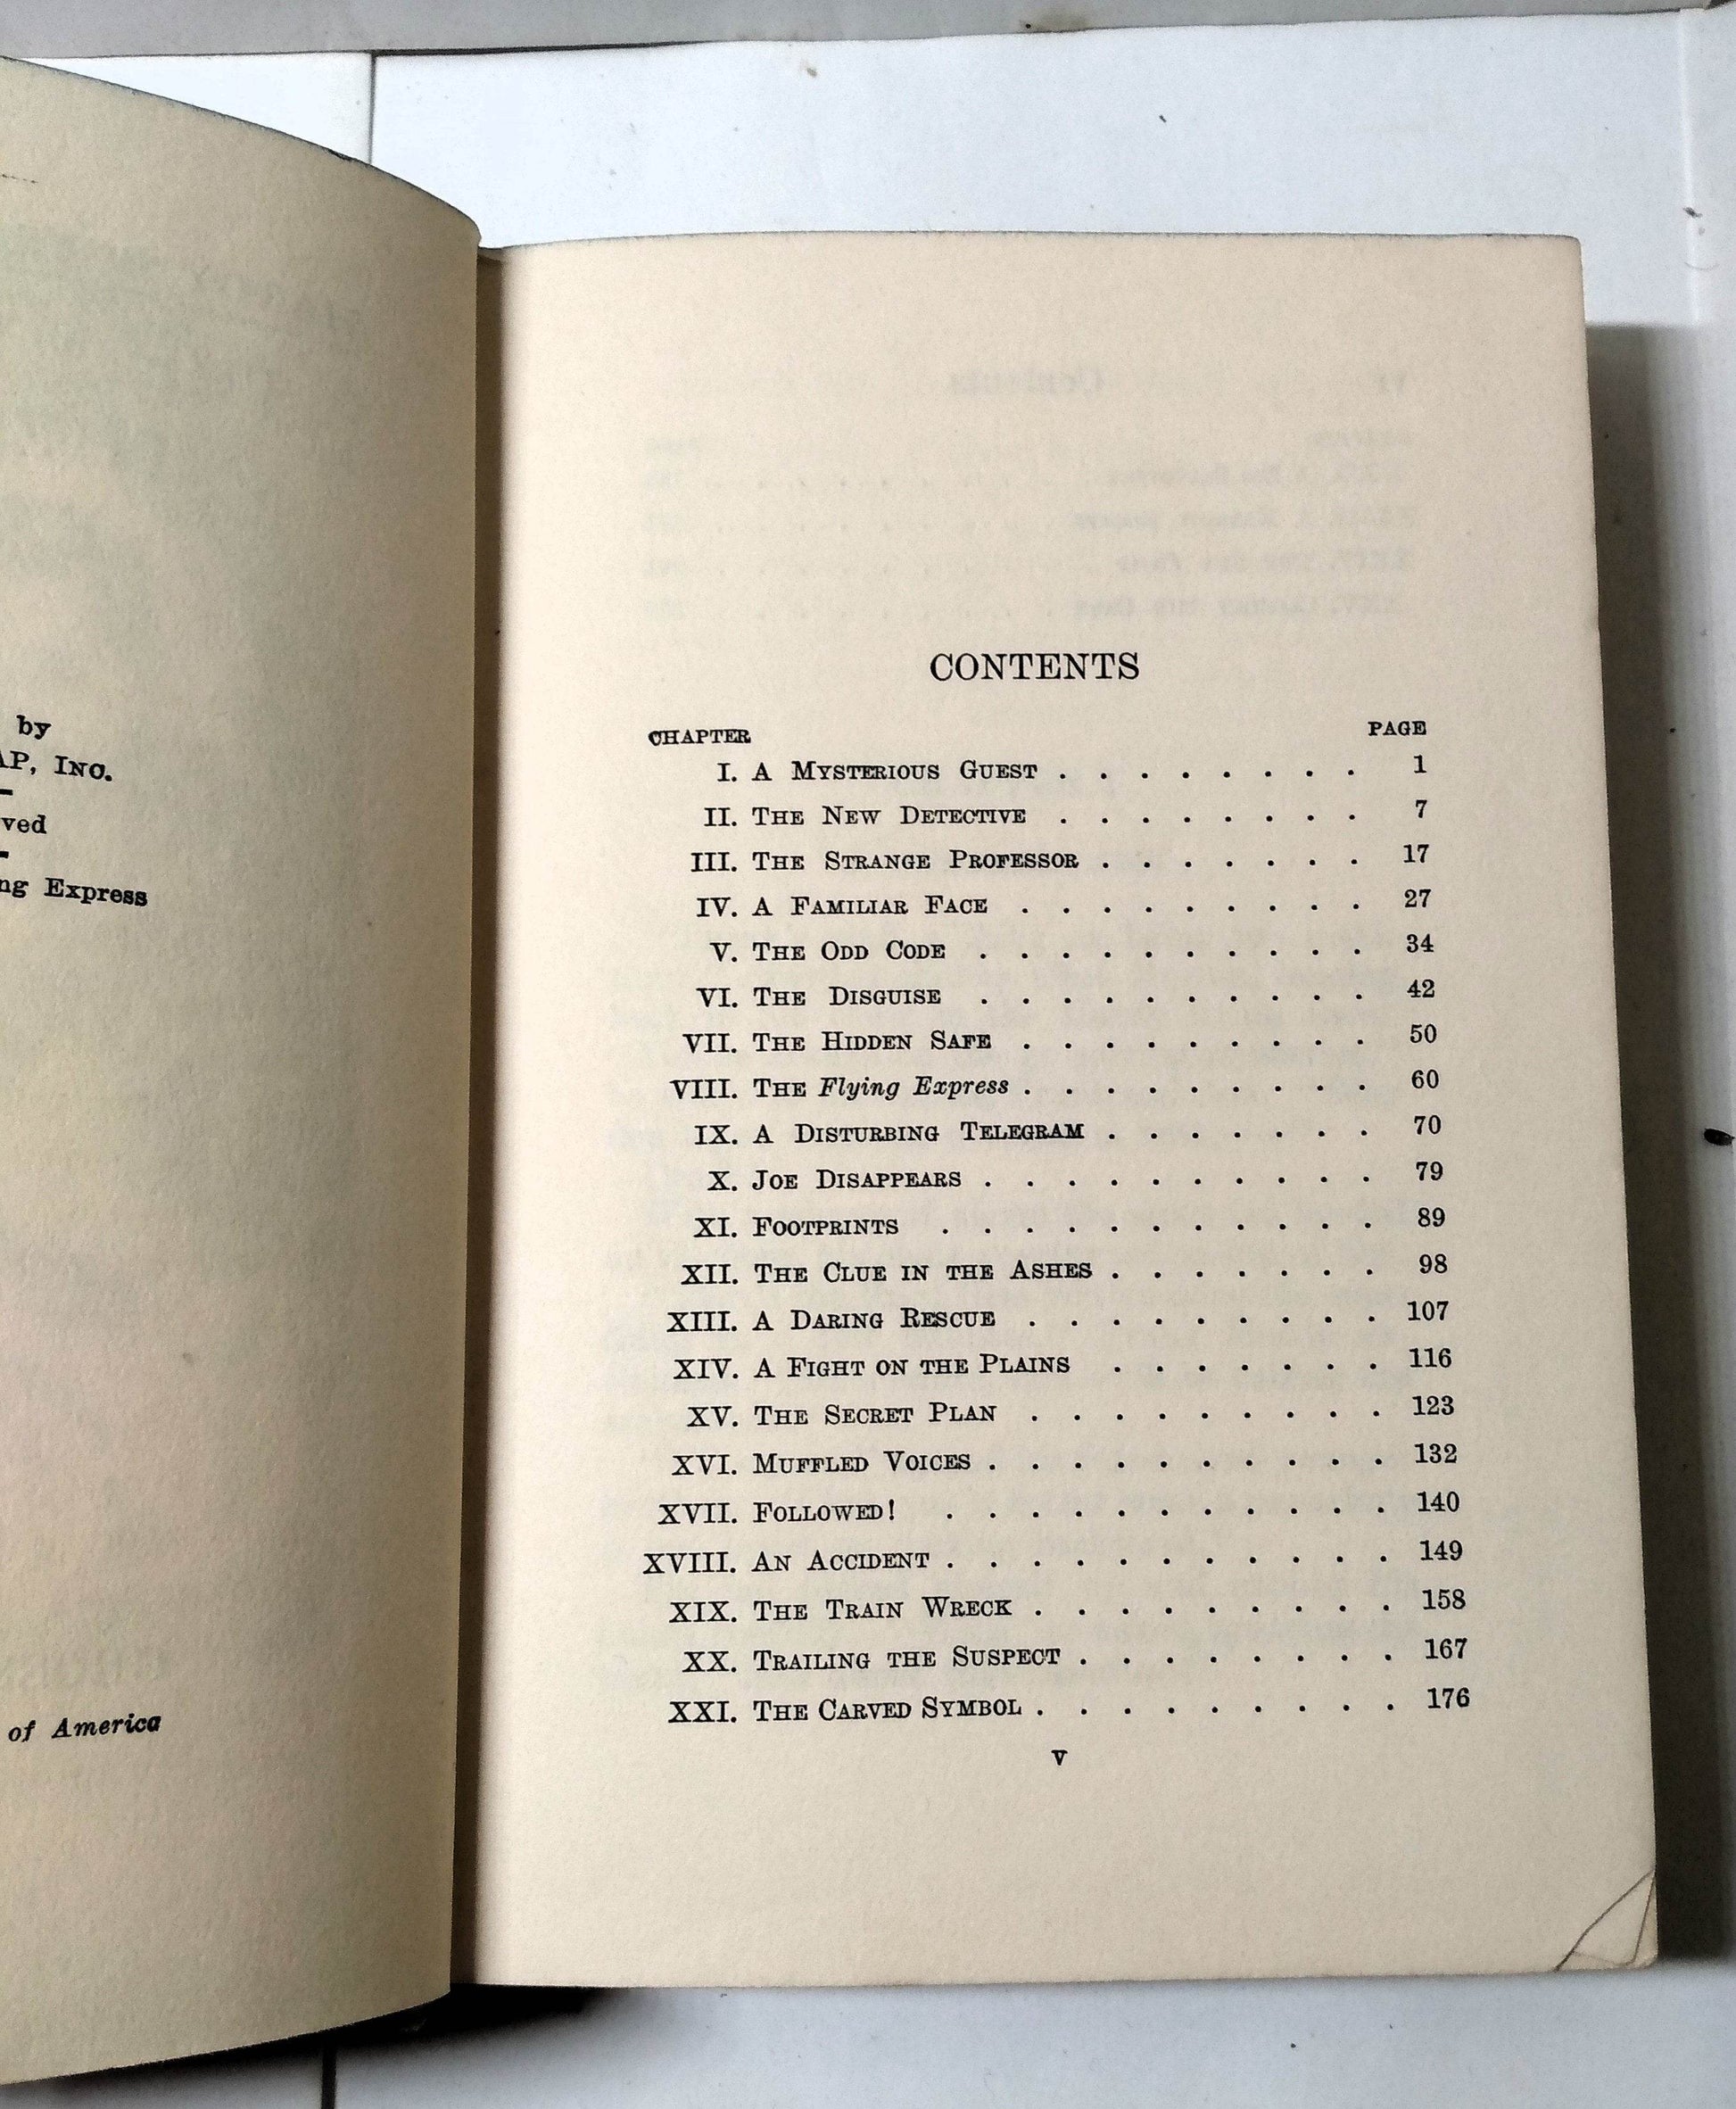 by
AP, INC.
ved
ng Express
of America
CONTENTS
CHAPTER PAGE
I. A MYSTERIOUS GUEST . . . . . . . . 1
II. THE NEW DETECTIVE . . . . . . . . 7
III. THE STRANGE PROFESSOR . . . . . . . 17
IV. A FAMILIAR FACE . . . . . . . . . 27
V. THE ODD CODE . . . . . . . . . . 34
VI. THE DISGUISE . . . . . . . . . . 42
VII. THE HIDDEN SAFE . . . . . . . . . 50
VIII. THE Flying Express . . . . . . . . . 60
IX. A DISTURBING TELEGRAM . . . . . . . 70
X. JOE DISAPPEARS . . . . . . . . . . 79
XI. FOOTPRINTS . . . . . . . . . . . 89
XII. THE CLUE IN THE ASHES . . . . . . . 98
XIII. A DARING RESCUE . . . . . . . . . 107
XIV. A FIGHT ON THE PLAINS . . . . . . . 116
XV. THE SECRET PLAN . . . . . . . . . 123
XVI. MUFFLED VOICES . . . . . . . . . . 132
XVII. FOLLOWED! . . . . . . . . . . . 140
XVIII. AN ACCIDENT . . . . . . . . . . . 149
XIX. THE TRAIN WRECK . . . . . . . . . 158
XX. TRAILING THE SUSPECT . . . . . . . . 167
XXI. THE CARVED SYMBOL . . . . . . . . . 176
v